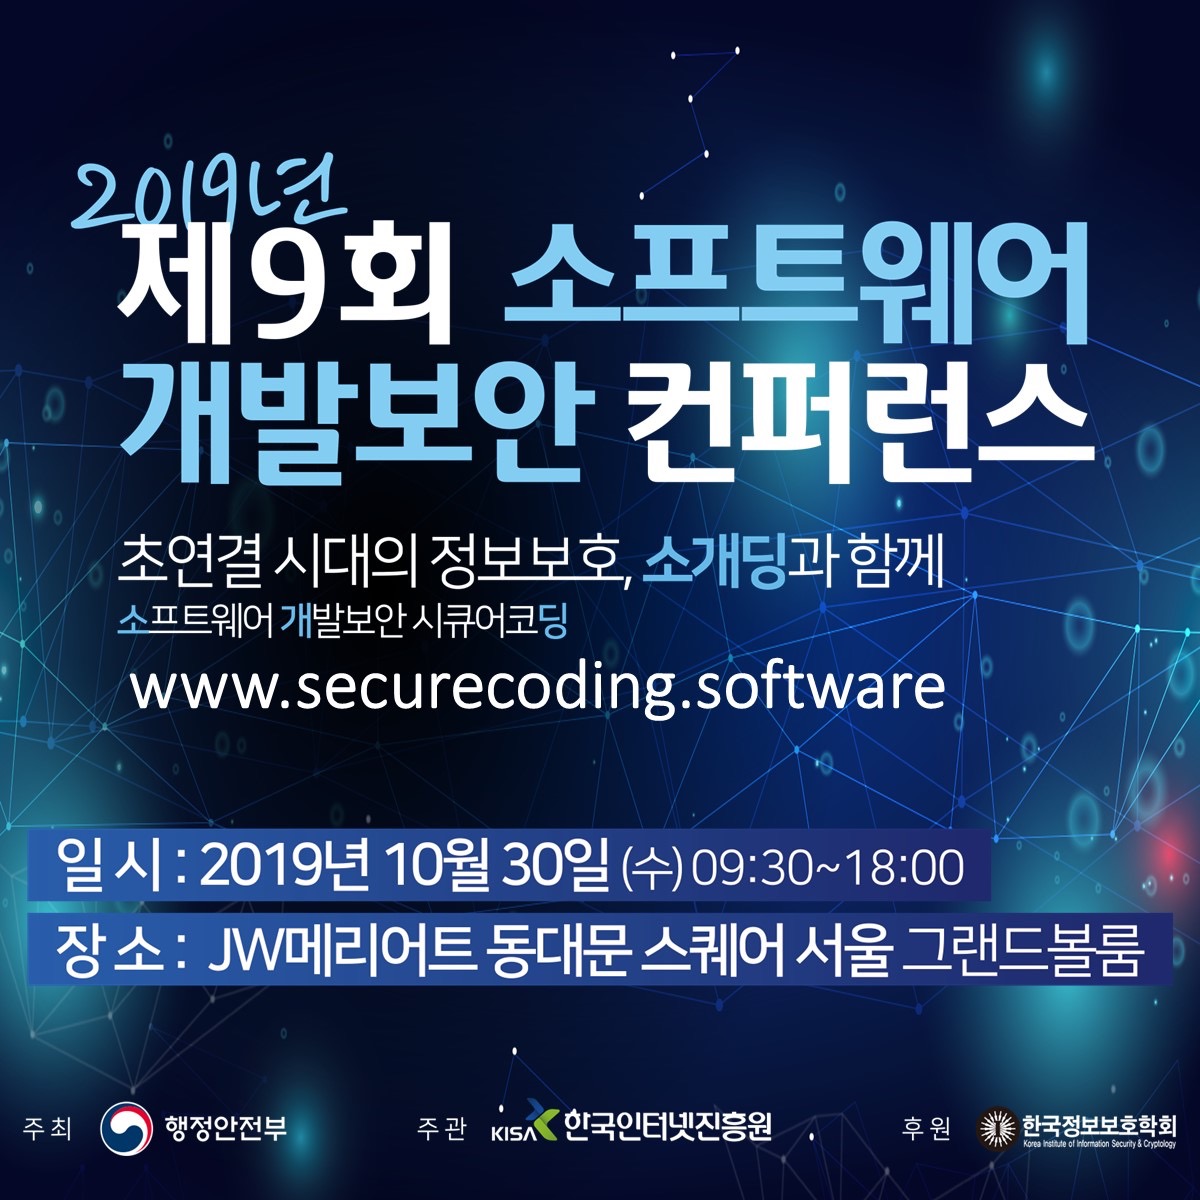 2019년
제9회 소프트웨어
개발보안 컨퍼런스
초연결 시대의 정보보호, 소개딩과 함께
소프트웨어 개발보안 시큐어코딩
www.securecoding.software
일 시 : 2019년 10월 30일 (수) 09:30~18:00
장 소 : JW메리어트 동대문 스퀘어 서울 그랜드볼룸
주 최 행정안전부 주 관 KISA 한국인터넷진흥원 후 원 한국정보보호학회
Korea Institute of Information Security & Cryptology